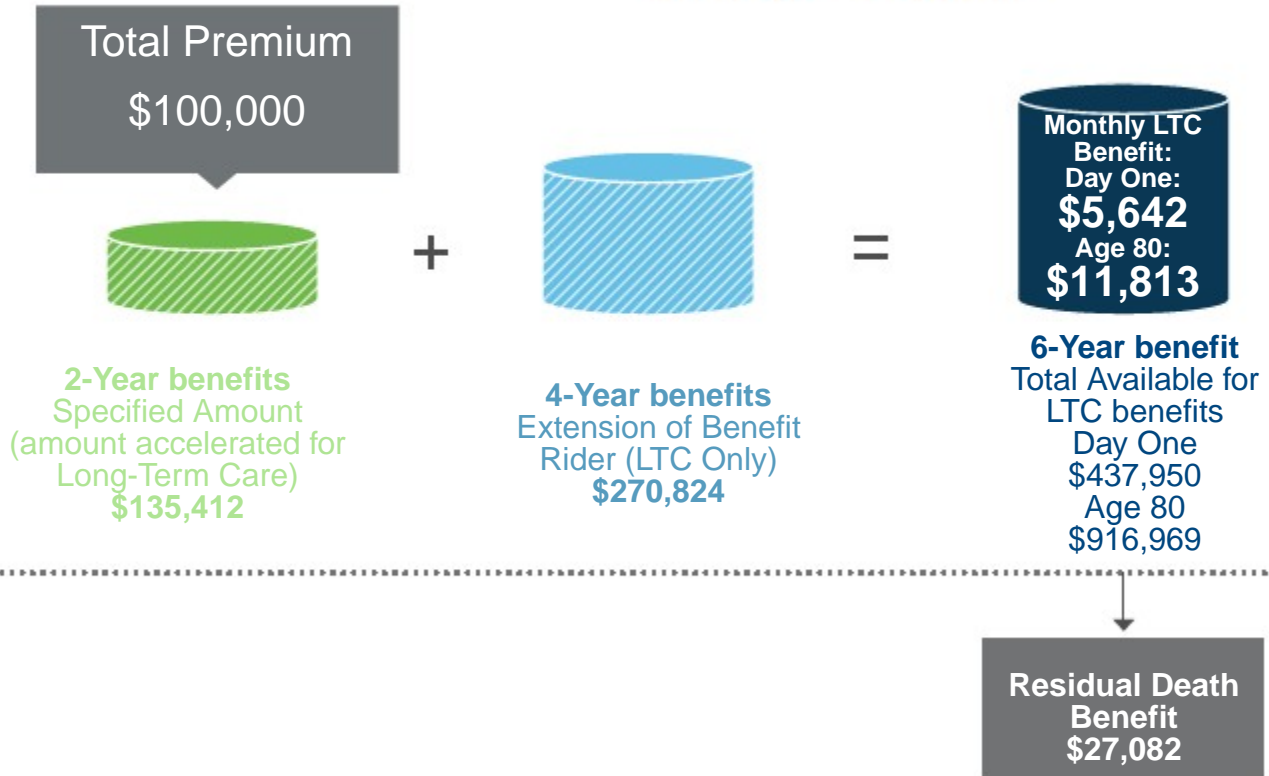 Total Premium
$100,000
+
=
Monthly LTC
Benefit:
Day One:
$5,642
Age 80:
$11,813
2-Year benefits
Specified Amount
(amount accelerated for
Long-Term Care)
$135,412
4-Year benefits
Extension of Benefit
Rider (LTC Only)
$270,824
6-Year benefit
Total Available for
LTC benefits
Day One
$437,950
Age 80
$916,969
Residual Death
Benefit
$27,082